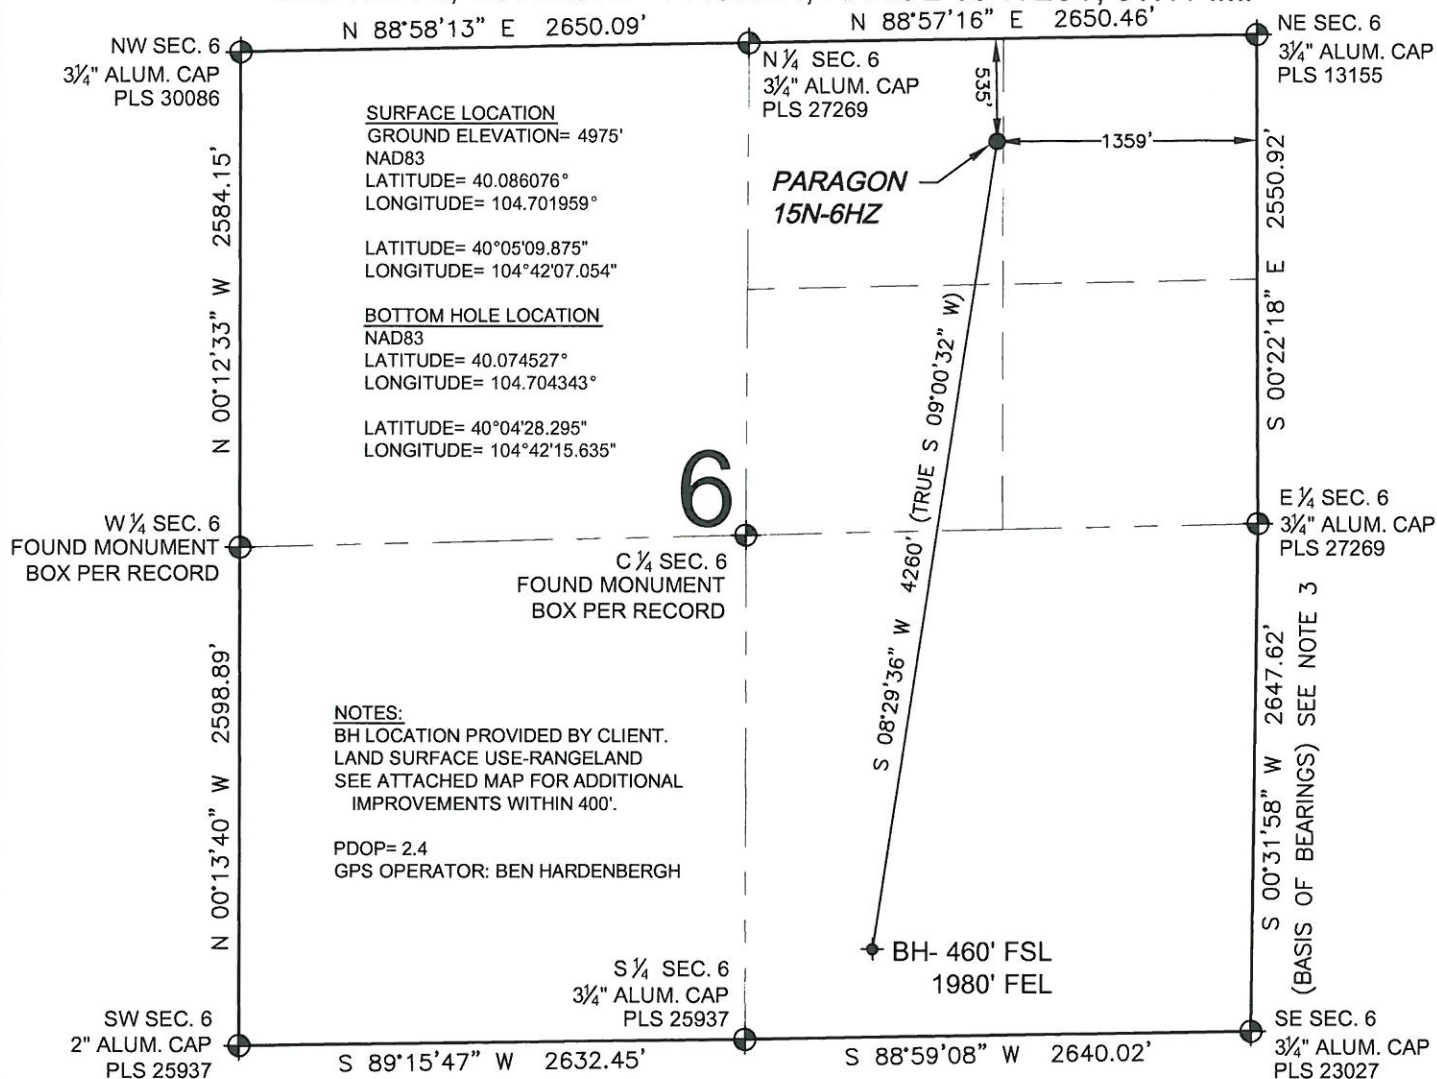 N 88°58'13" E 2650.09'
N 88°57'16" E 2650.46'
NW SEC. 6
3¼" ALUM. CAP
PLS 30086
N ¼ SEC. 6
3¼" ALUM. CAP
PLS 27269
NE SEC. 6
3¼" ALUM. CAP
PLS 13155
535'
1359'
PARAGON
15N-6HZ
SURFACE LOCATION
GROUND ELEVATION= 4975'
NAD83
LATITUDE= 40.086076°
LONGITUDE= 104.701959°
LATITUDE= 40°05'09.875"
LONGITUDE= 104°42'07.054"
BOTTOM HOLE LOCATION
NAD83
LATITUDE= 40.074527°
LONGITUDE= 104.704343°
LATITUDE= 40°04'28.295"
LONGITUDE= 104°42'15.635"
N 00°12'33" W 2584.15'
S 00°22'18" E 2550.92'
6
W ¼ SEC. 6
FOUND MONUMENT
BOX PER RECORD
C ¼ SEC. 6
FOUND MONUMENT
BOX PER RECORD
E ¼ SEC. 6
3¼" ALUM. CAP
PLS 27269
S 08°29'36" W 4260' (TRUE S 09°00'32" W)
NOTES:
BH LOCATION PROVIDED BY CLIENT.
LAND SURFACE USE-RANGELAND
SEE ATTACHED MAP FOR ADDITIONAL
IMPROVEMENTS WITHIN 400'.
PDOP= 2.4
GPS OPERATOR: BEN HARDENBERGH
N 00°13'40" W 2598.89'
S 00°31'58" W 2647.62'
(BASIS OF BEARINGS) SEE NOTE 3
BH- 460' FSL
1980' FEL
SW SEC. 6
2" ALUM. CAP
PLS 25937
S ¼ SEC. 6
3¼" ALUM. CAP
PLS 25937
SE SEC. 6
3¼" ALUM. CAP
PLS 23027
S 89°15'47" W 2632.45'
S 88°59'08" W 2640.02'